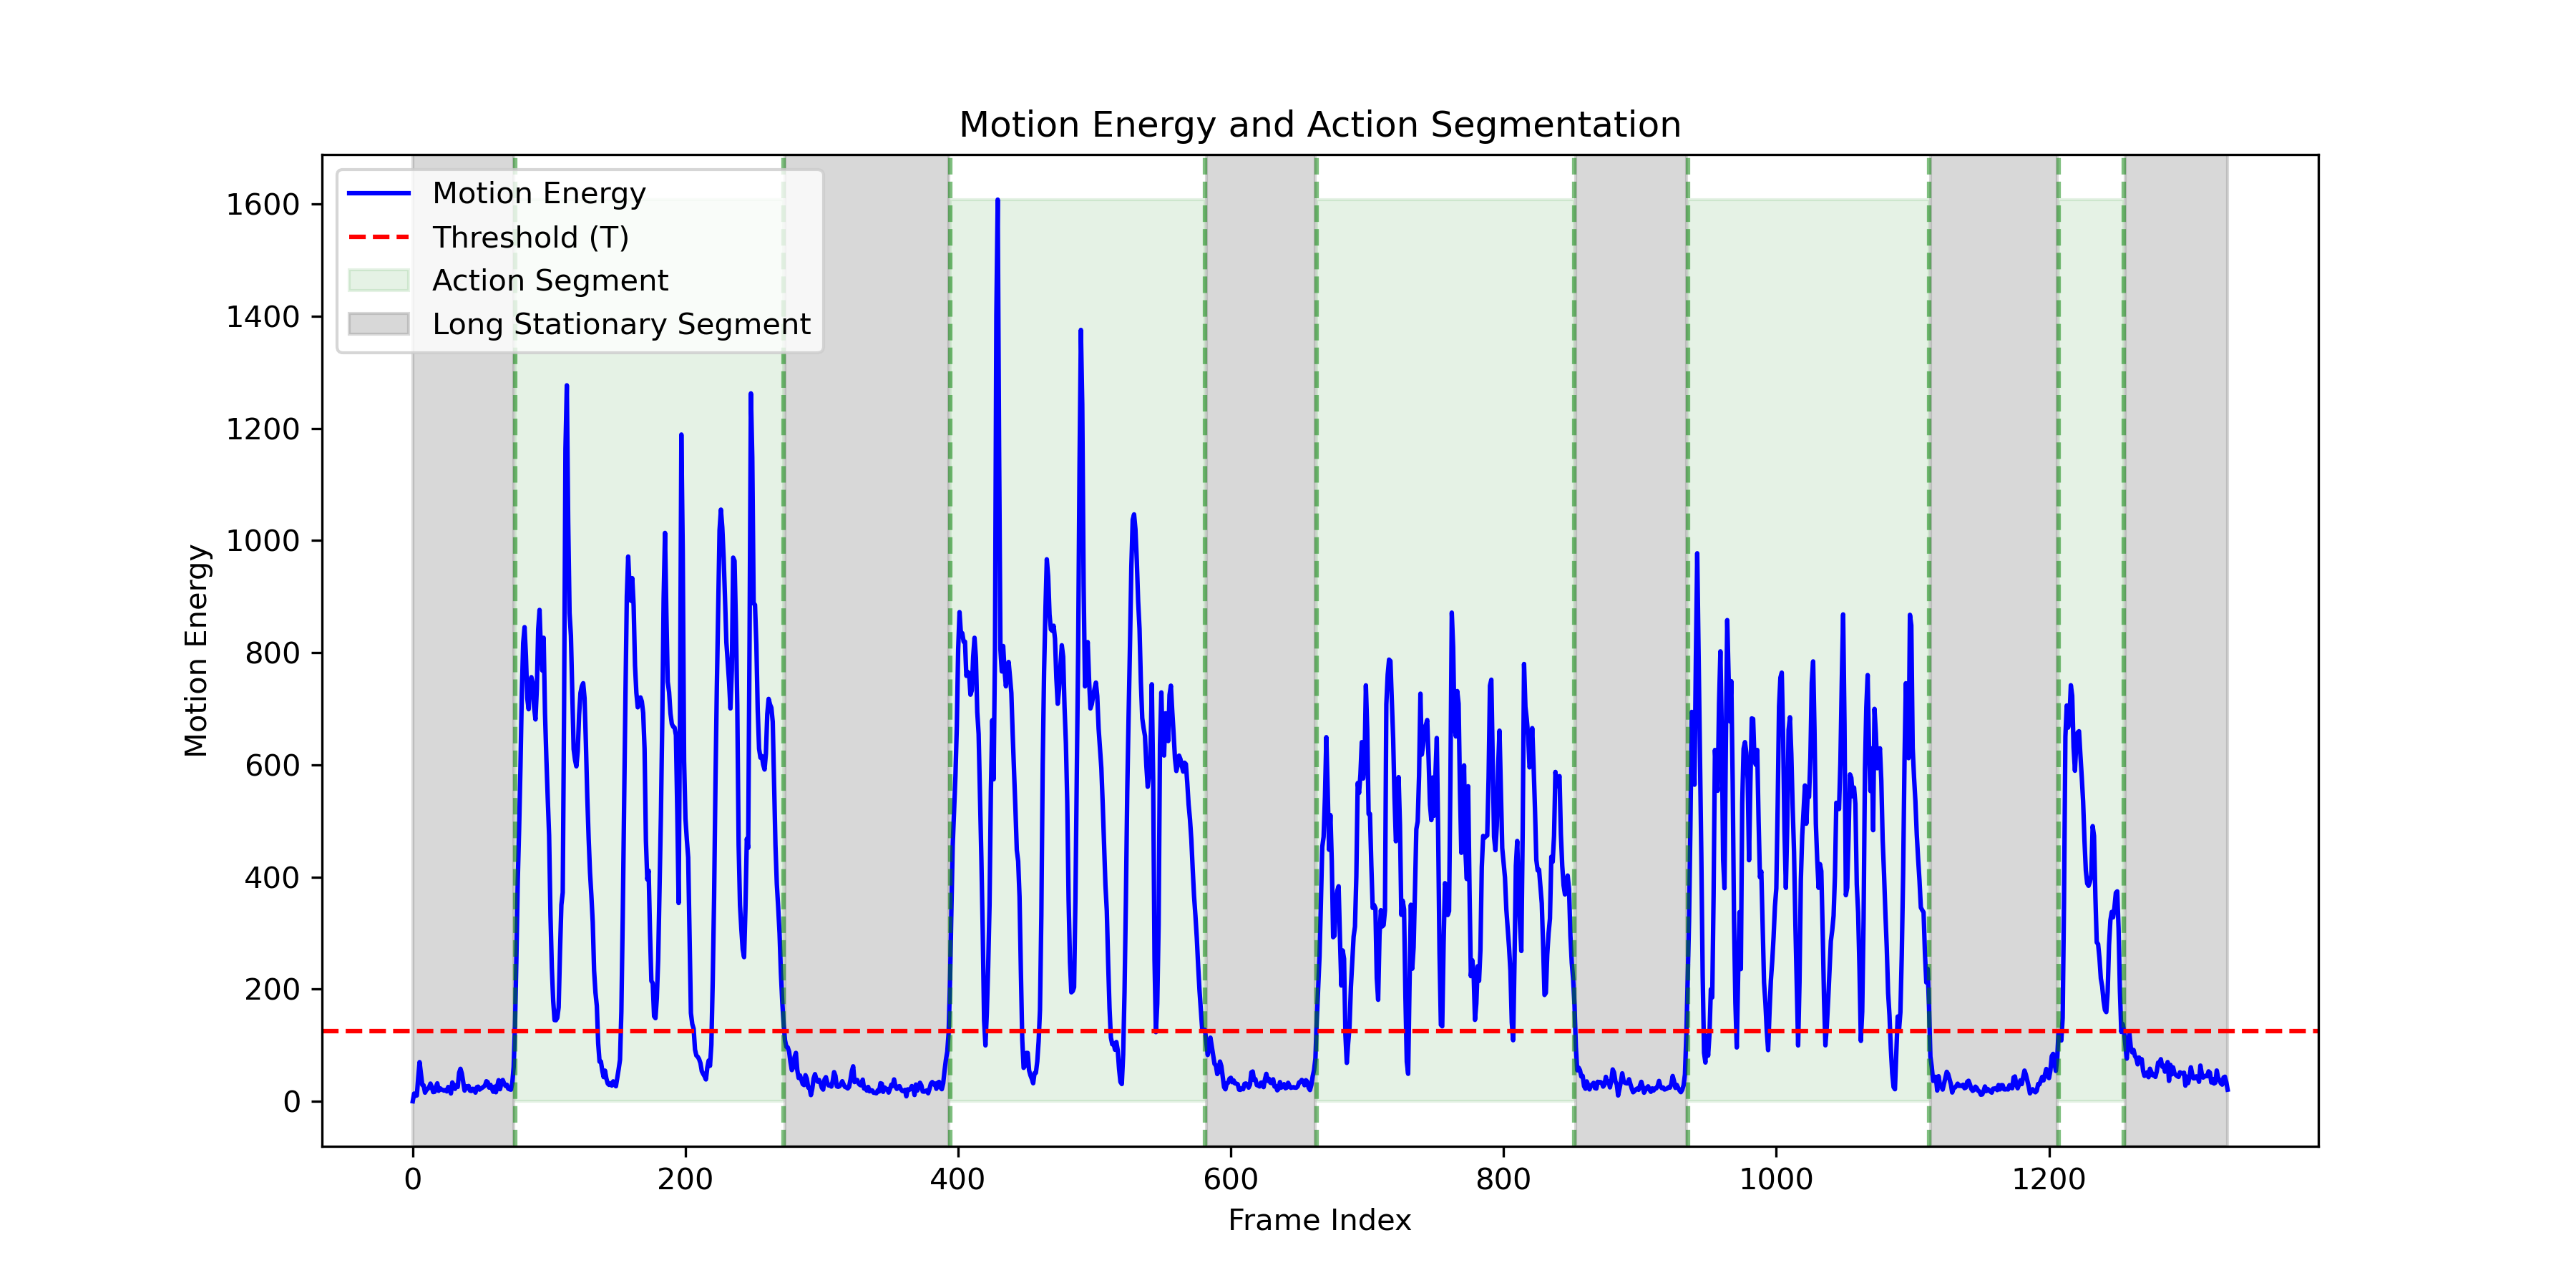 Motion Energy and Action Segmentation
Motion Energy
Threshold (T)
Action Segment
Long Stationary Segment
Motion Energy
1600
1400
1200
1000
800
600
400
200
0
0 200 400 600 800 1000 1200
Frame Index